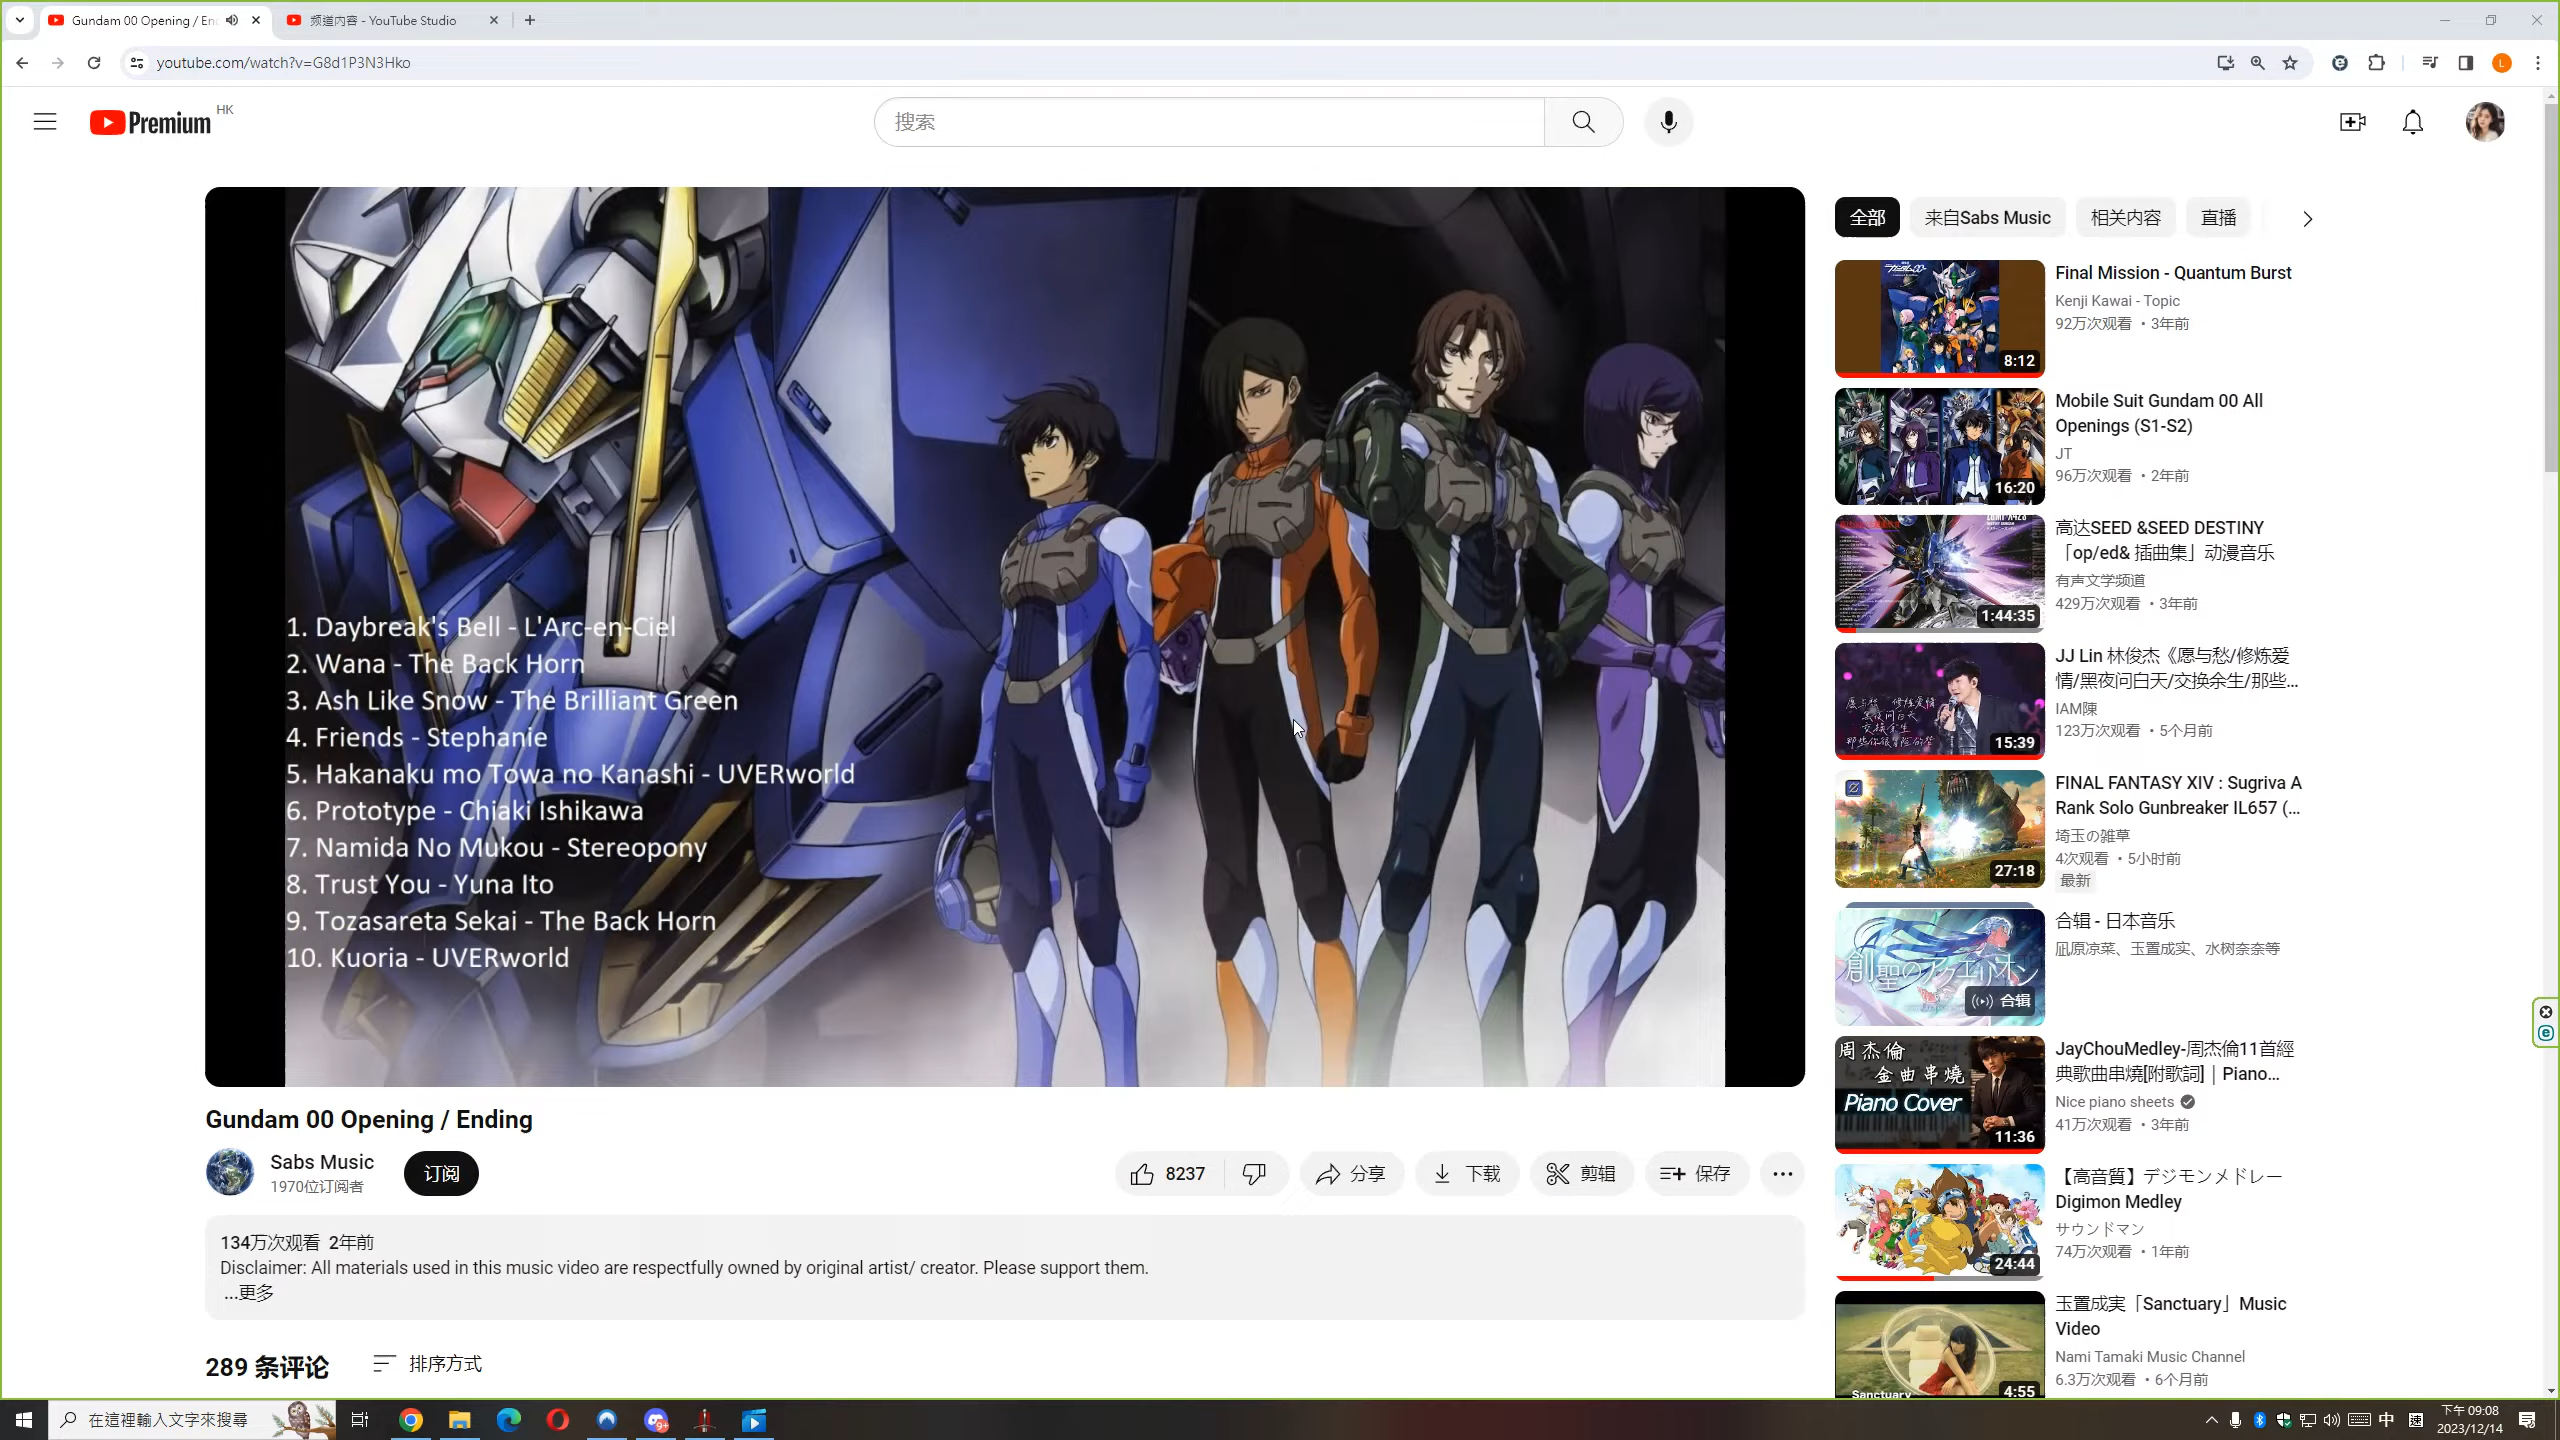 Gundam 00 Opening / En
频道内容 - YouTube Studio
youtube.com/watch?v=G8d1P3N3Hko
L
Premium HK
搜索
1. Daybreak's Bell - L'Arc-en-Ciel
2. Wana - The Back Horn
3. Ash Like Snow - The Brilliant Green
4. Friends - Stephanie
5. Hakanaku mo Towa no Kanashi - UVERworld
6. Prototype - Chiaki Ishikawa
7. Namida No Mukou - Stereopony
8. Trust You - Yuna Ito
9. Tozasareta Sekai - The Back Horn
10. Kuoria - UVERworld
Gundam 00 Opening / Ending
Sabs Music
1970位订阅者
订阅
8237
分享
下载
剪辑
保存
134万次观看 2年前
Disclaimer: All materials used in this music video are respectfully owned by original artist/ creator. Please support them.
...更多
289 条评论
排序方式
全部
来自Sabs Music
相关内容
直播
8:12
Final Mission - Quantum Burst
Kenji Kawai - Topic
92万次观看 • 3年前
16:20
Mobile Suit Gundam 00 All
Openings (S1-S2)
JT
96万次观看 • 2年前
1:44:35
高达SEED &SEED DESTINY
「op/ed& 插曲集」动漫音乐
有声文学频道
429万次观看 • 3年前
15:39
JJ Lin 林俊杰《愿与愁/修炼爱
情/黑夜问白天/交换余生/那些...
IAM陳
123万次观看 • 5个月前
27:18
FINAL FANTASY XIV : Sugriva A
Rank Solo Gunbreaker IL657 (...
埼玉の雑草
4次观看 • 5小时前
最新
創聖のアクエリオン
合辑
合辑 - 日本音乐
凪原凉菜、玉置成实、水树奈奈等
周杰倫
金曲串燒
Piano Cover
11:36
JayChouMedley-周杰倫11首經
典歌曲串燒[附歌詞] | Piano...
Nice piano sheets
41万次观看 • 3年前
24:44
【高音質】デジモンメドレー
Digimon Medley
サウンドマン
74万次观看 • 1年前
Sanctuary
4:55
玉置成実「Sanctuary」Music
Video
Nami Tamaki Music Channel
6.3万次观看 • 6个月前
在這裡輸入文字來搜尋
9+
中
速
下午 09:08
2023/12/14